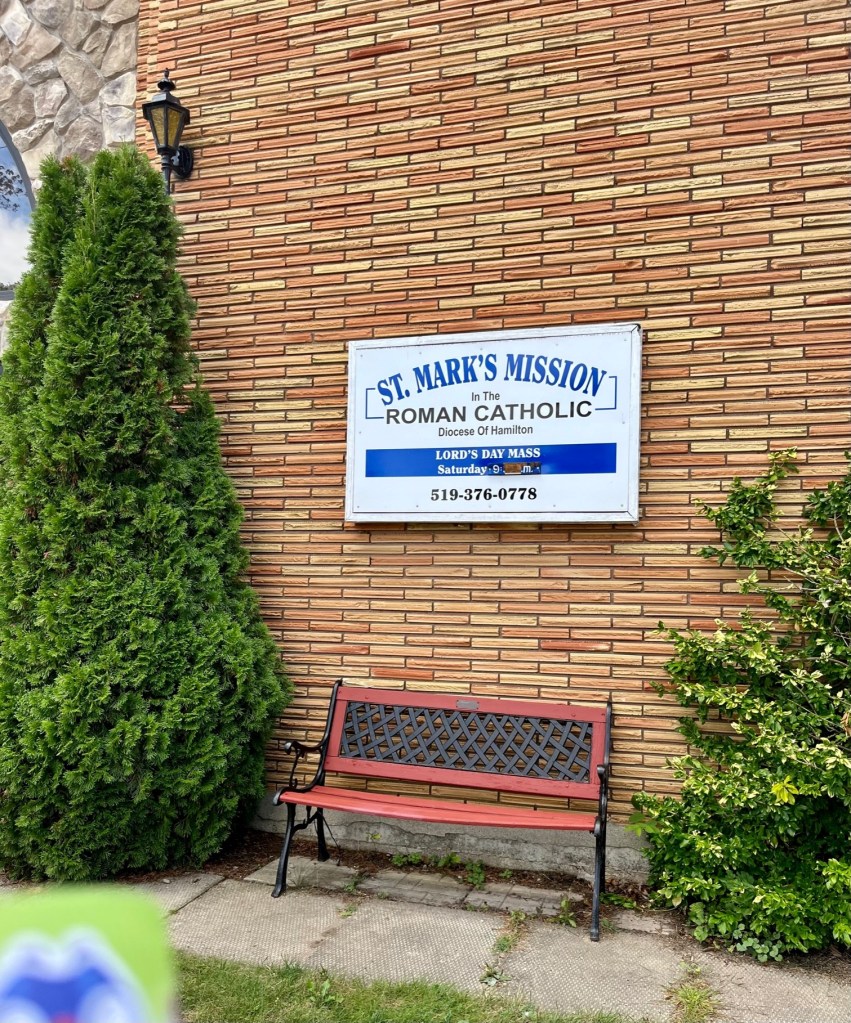 ST. MARK'S MISSION
In The
ROMAN CATHOLIC
Diocese Of Hamilton
LORD'S DAY MASS
Saturday
519-376-0778